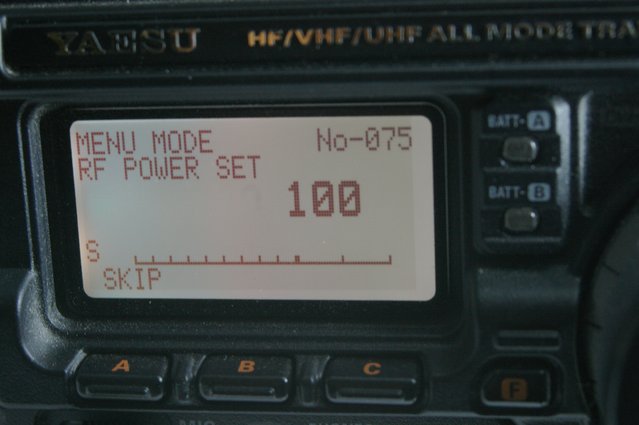 YAESU HF/VHF/UHF ALL MODE TRA
MENU MODE No-075
RF POWER SET
100
S
SKIP
BATT-A
BATT-B
A B C F